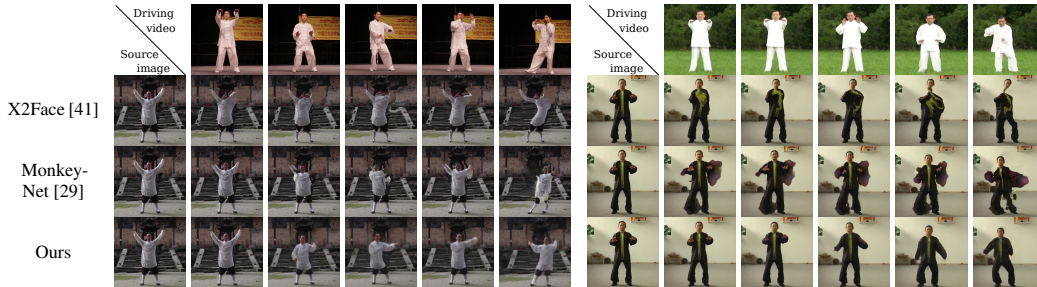 Driving
video
Source
image
Driving
video
Source
image
X2Face [41]
Monkey-
Net [29]
Ours